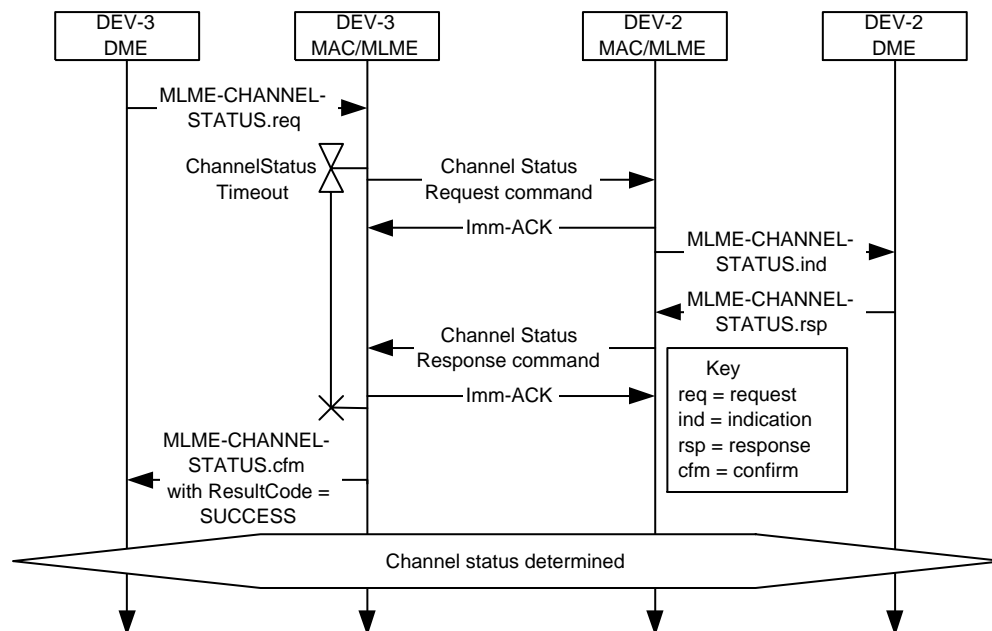 DEV-3
DME
DEV-3
MAC/MLME
DEV-2
MAC/MLME
DEV-2
DME
MLME-CHANNEL-
STATUS.req
ChannelStatus
Timeout
Channel Status
Request command
Imm-ACK
MLME-CHANNEL-
STATUS.ind
MLME-CHANNEL-
STATUS.rsp
Channel Status
Response command
Imm-ACK
Key
req = request
ind = indication
rsp = response
cfm = confirm
MLME-CHANNEL-
STATUS.cfm
with ResultCode =
SUCCESS
Channel status determined